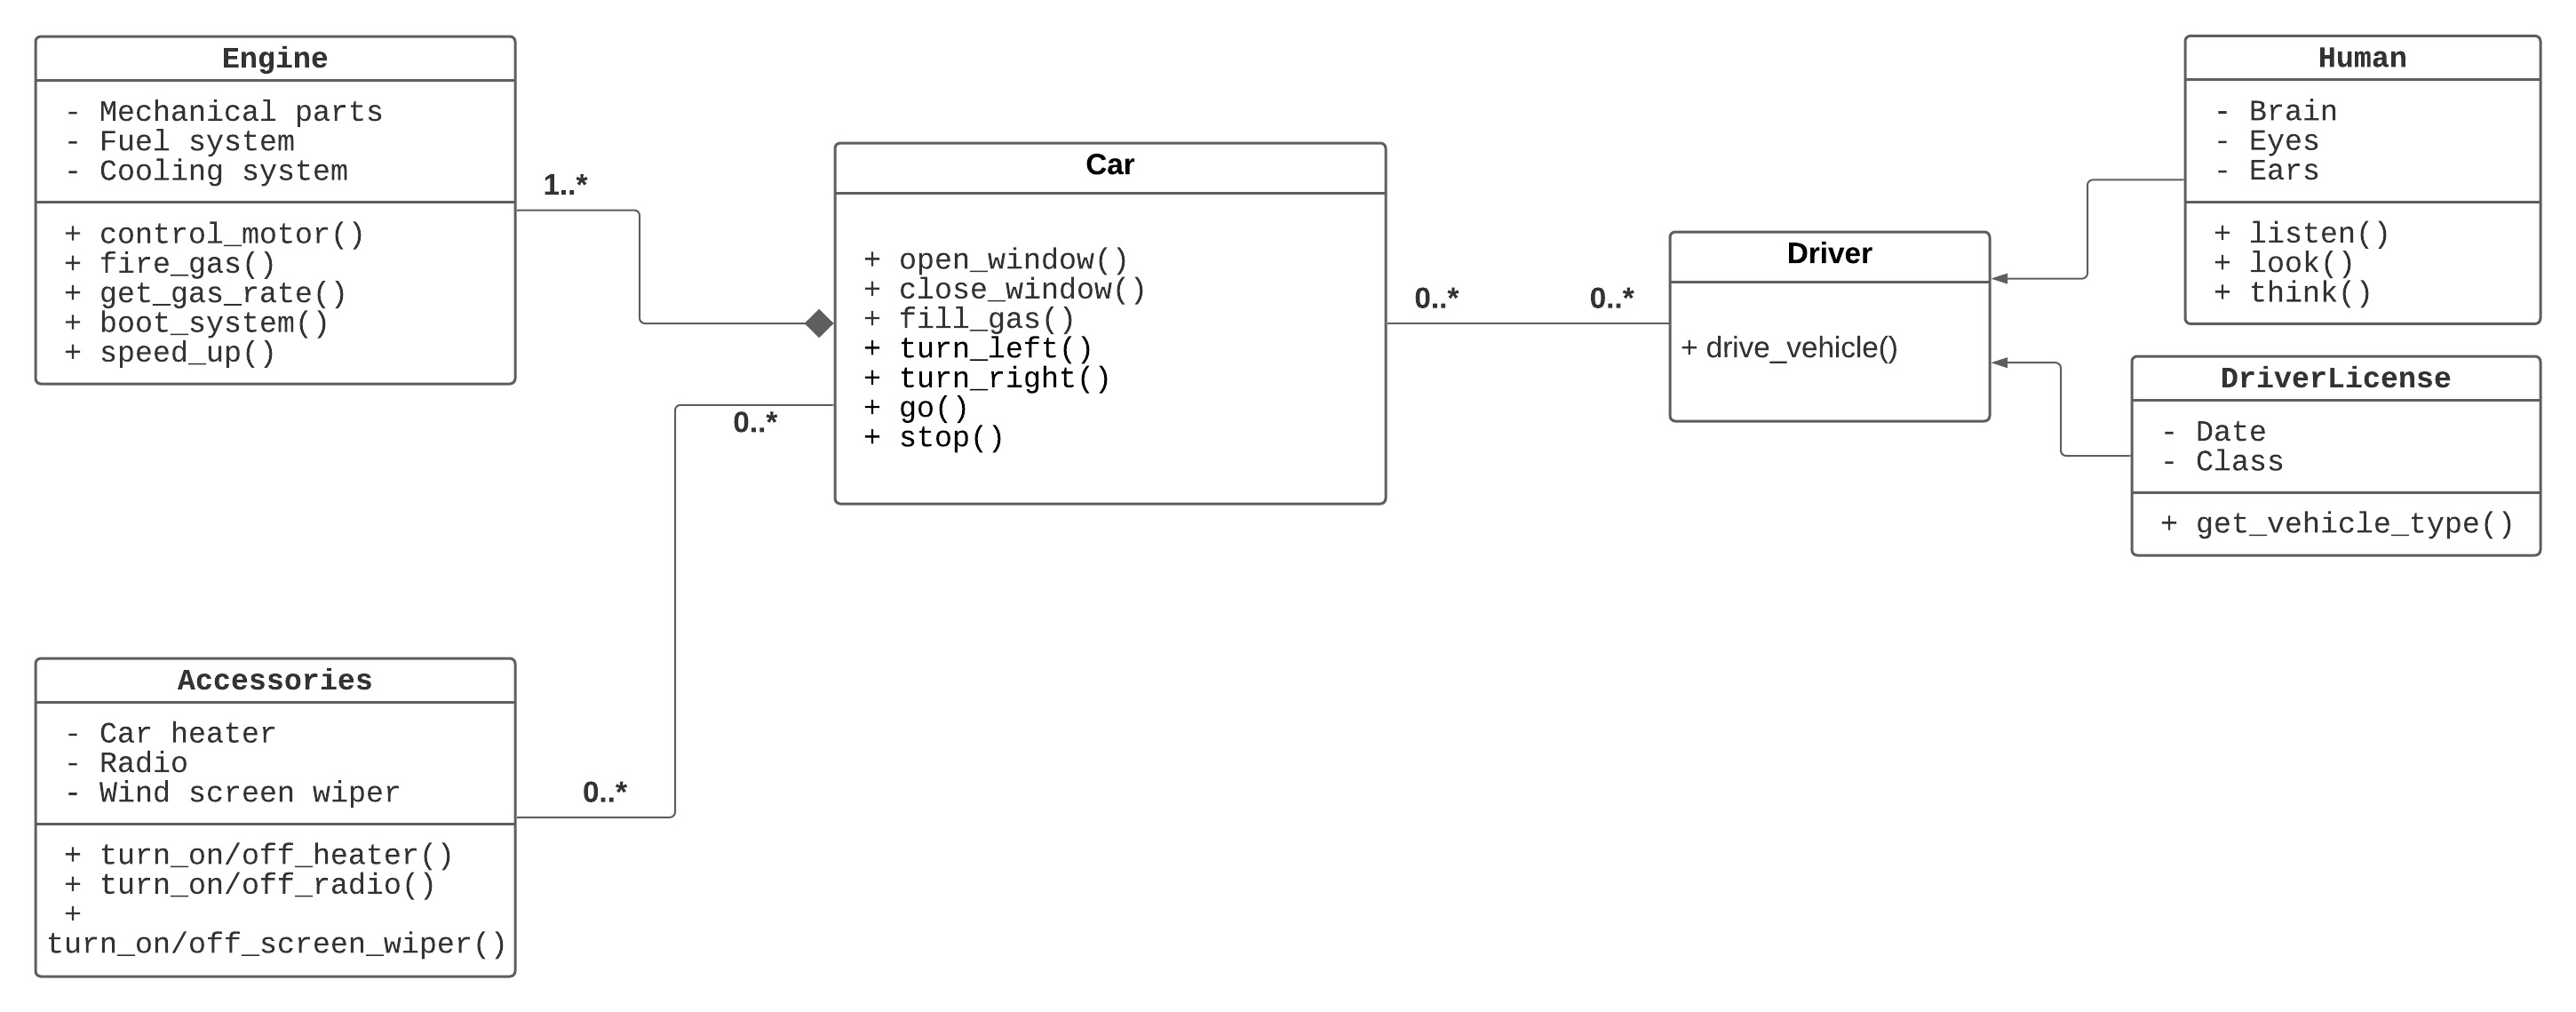 Engine
- Mechanical parts
- Fuel system
- Cooling system
+ control_motor()
+ fire_gas()
+ get_gas_rate()
+ boot_system()
+ speed_up()
1..*
Car
+ open_window()
+ close_window()
+ fill_gas()
+ turn_left()
+ turn_right()
+ go()
+ stop()
0..*
0..*
0..*
0..*
Driver
+ drive_vehicle()
Human
- Brain
- Eyes
- Ears
+ listen()
+ look()
+ think()
DriverLicense
- Date
- Class
+ get_vehicle_type()
Accessories
- Car heater
- Radio
- Wind screen wiper
+ turn_on/off_heater()
+ turn_on/off_radio()
+
turn_on/off_screen_wiper()